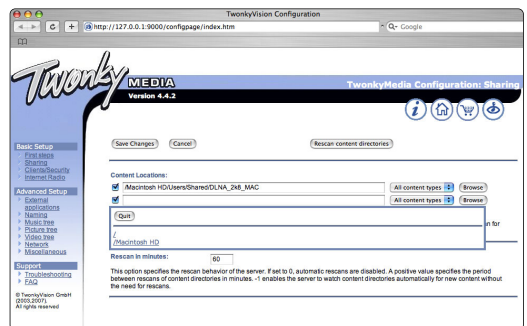 TwonkyVision Configuration
http://127.0.0.1:9000/configpage/index.htm
Google
Twonky
MEDIA
Version 4.4.2
TwonkyMedia Configuration: Sharing
Save Changes
Cancel
Rescan content directories
Basic Setup
First steps
Sharing
Clients/Security
Internet Radio
Advanced Setup
External applications
Naming
Music tree
Picture tree
Video tree
Network
Miscellaneous
Support
Troubleshooting
FAQ
© TwonkyVision GmbH
(2003,2007).
All rights reserved
Content Locations:
/Macintosh HD/Users/Shared/DLNA_2k8_MAC
All content types
Browse
All content types
Browse
Quit
/
/Macintosh HD
n for
Rescan in minutes:
60
This option specifies the rescan behavior of the server. If set to 0, automatic rescans are disabled. A positive value specifies the period
between rescans of content directories in minutes. -1 enables the server to watch content directories automatically for new content without
the need for rescans.